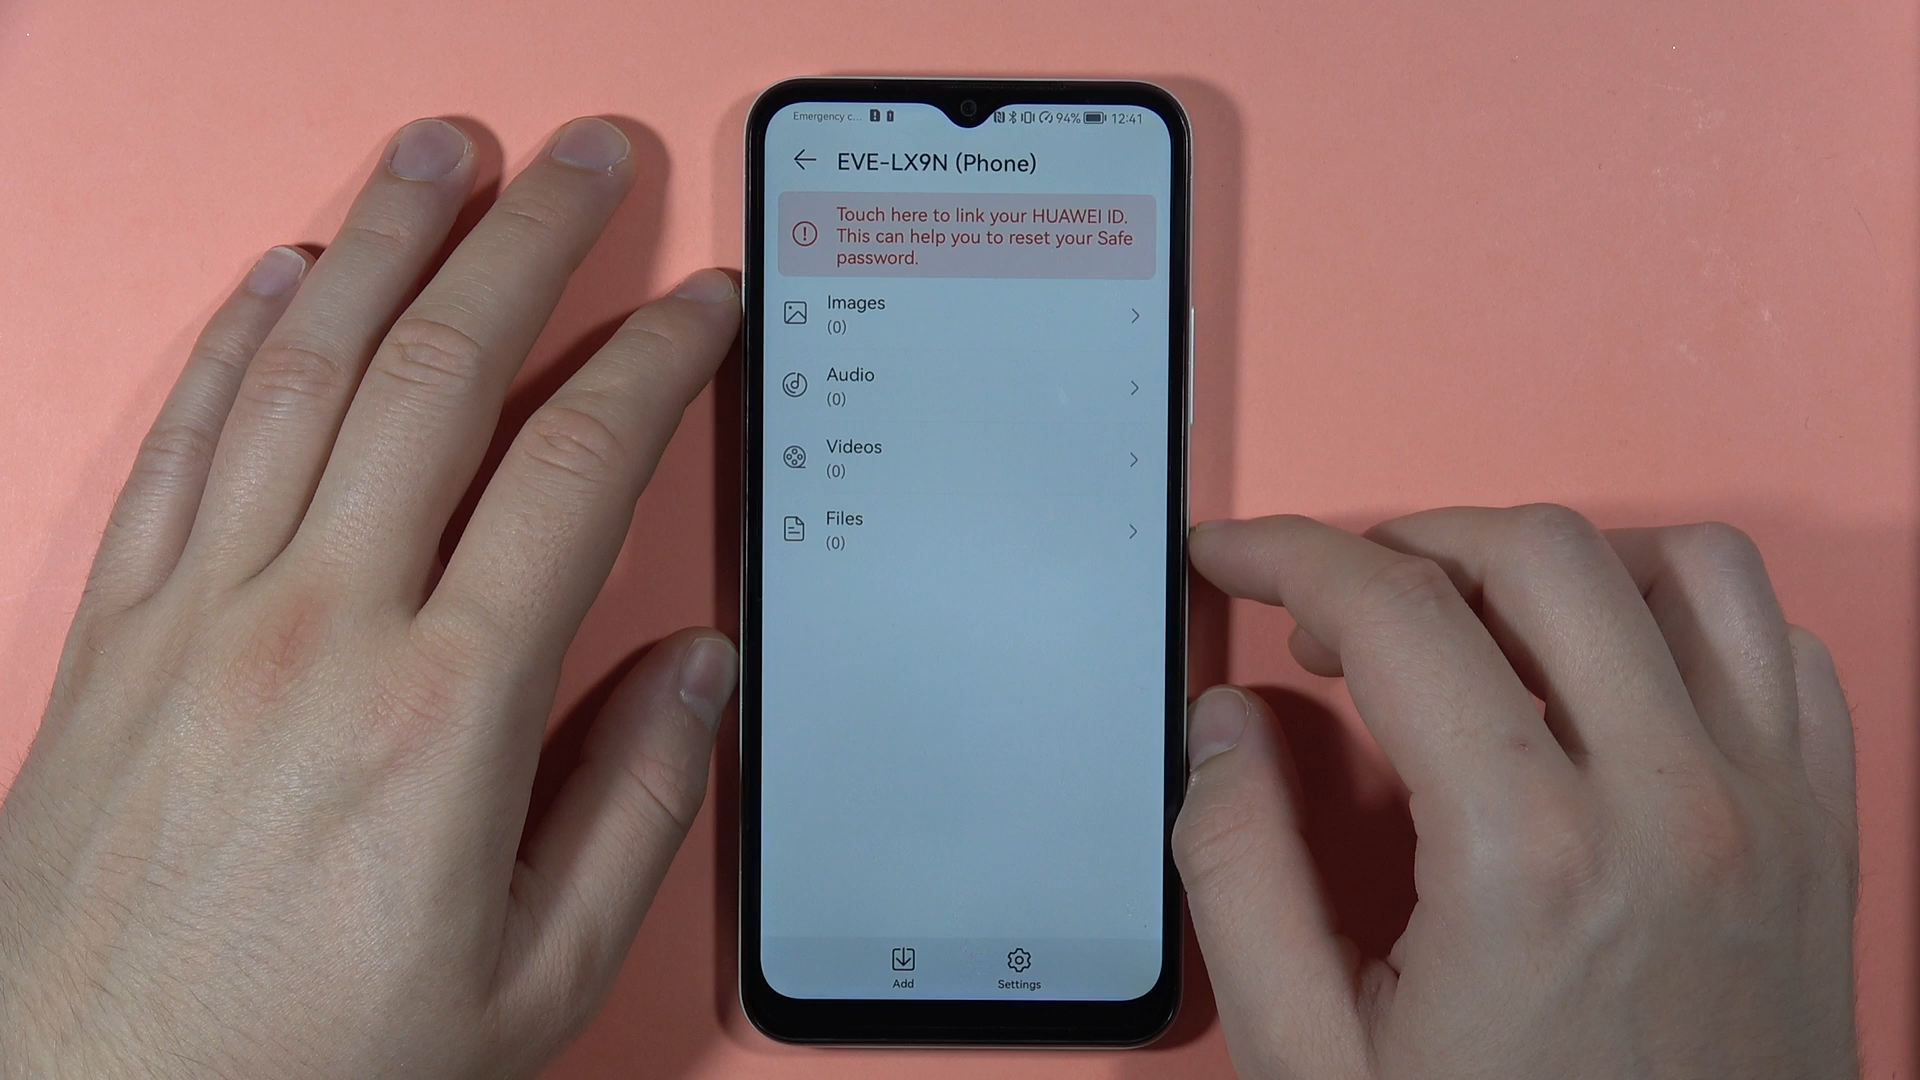 Emergency c... 94% 12:41
EVE-LX9N (Phone)
Touch here to link your HUAWEI ID.
This can help you to reset your Safe
password.
Images
(0)
Audio
(0)
Videos
(0)
Files
(0)
Add
Settings